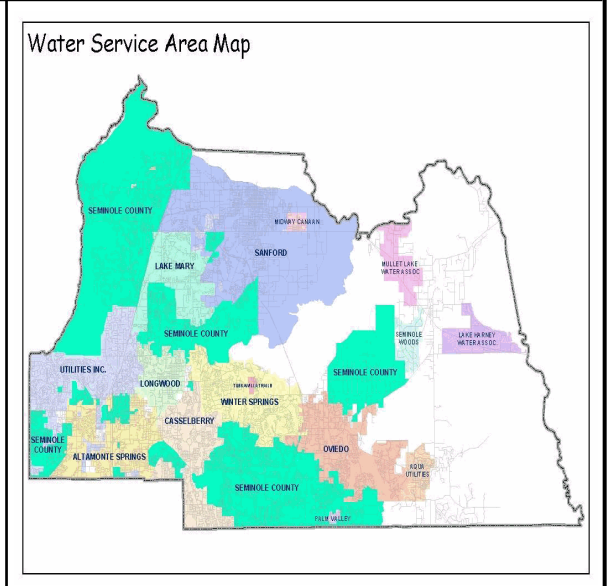 Water Service Area Map
SEMINOLE COUNTY
MIDWAY CANAAN
SANFORD
LAKE MARY
MULLET LAKE
WATER ASSOC
SEMINOLE COUNTY
SEMINOLE
WOODS
LAKE HARNEY
WATER ASSOC.
UTILITIES INC.
SEMINOLE COUNTY
LONGWOOD
WINTER SPRINGS
CASSELBERRY
SEMINOLE
COUNTY
ALTAMONTE SPRINGS
OVIEDO
AQUA
UTILITIES
SEMINOLE COUNTY
PALM VALLEY